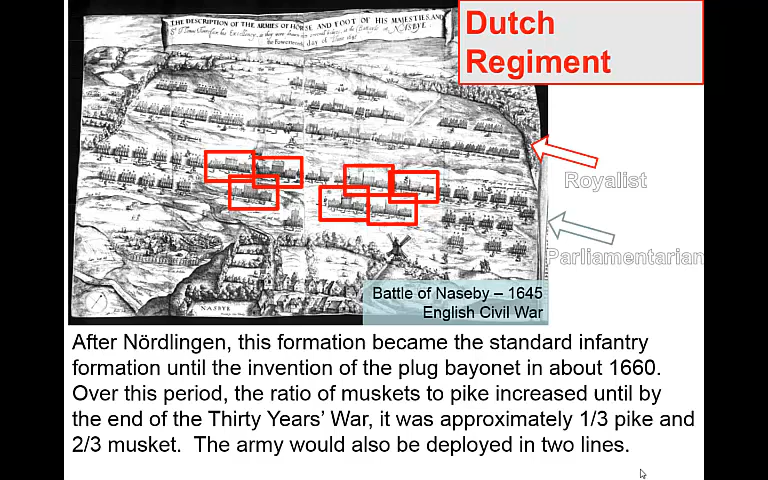 THE DESCRIPTION OF THE ARMIES OF HORSE AND FOOT OF HIS MAJESTIES, AND
NASBYE
NASBYE
Dutch
Regiment
Royalist
Parliamentarian
Battle of Naseby – 1645
English Civil War
After Nördlingen, this formation became the standard infantry
formation until the invention of the plug bayonet in about 1660.
Over this period, the ratio of muskets to pike increased until by
the end of the Thirty Years’ War, it was approximately 1/3 pike and
2/3 musket.  The army would also be deployed in two lines.